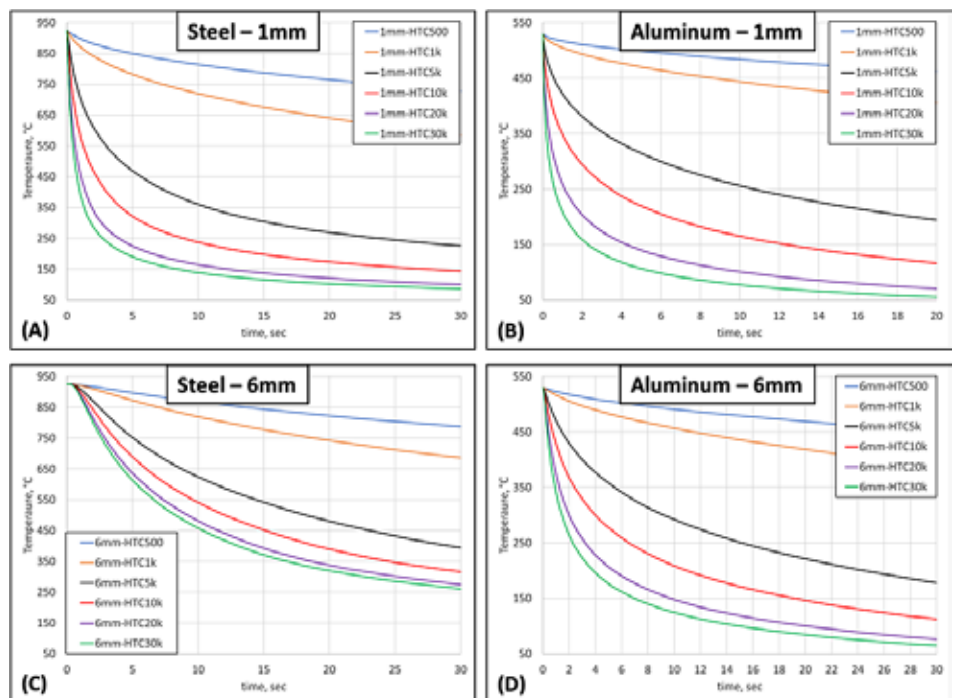 Steel – 1mm
950
850
750
650
550
450
350
250
150
50
Temperaure, °C
1mm-HTC500
1mm-HTC1k
1mm-HTC5k
1mm-HTC10k
1mm-HTC20k
1mm-HTC30k
0 5 10 15 20 25 30
time, sec
(A)
Aluminum – 1mm
550
450
350
250
150
50
Temperaure, °C
1mm-HTC500
1mm-HTC1k
1mm-HTC5k
1mm-HTC10k
1mm-HTC20k
1mm-HTC30k
0 2 4 6 8 10 12 14 16 18 20
time, sec
(B)
Steel – 6mm
950
850
750
650
550
450
350
250
150
50
Temperaure, °C
6mm-HTC500
6mm-HTC1k
6mm-HTC5k
6mm-HTC10k
6mm-HTC20k
6mm-HTC30k
0 5 10 15 20 25 30
time, sec
(C)
Aluminum – 6mm
550
450
350
250
150
50
Temperaure, °C
6mm-HTC500
6mm-HTC1k
6mm-HTC5k
6mm-HTC10k
6mm-HTC20k
6mm-HTC30k
0 2 4 6 8 10 12 14 16 18 20 22 24 26 28 30
time, sec
(D)